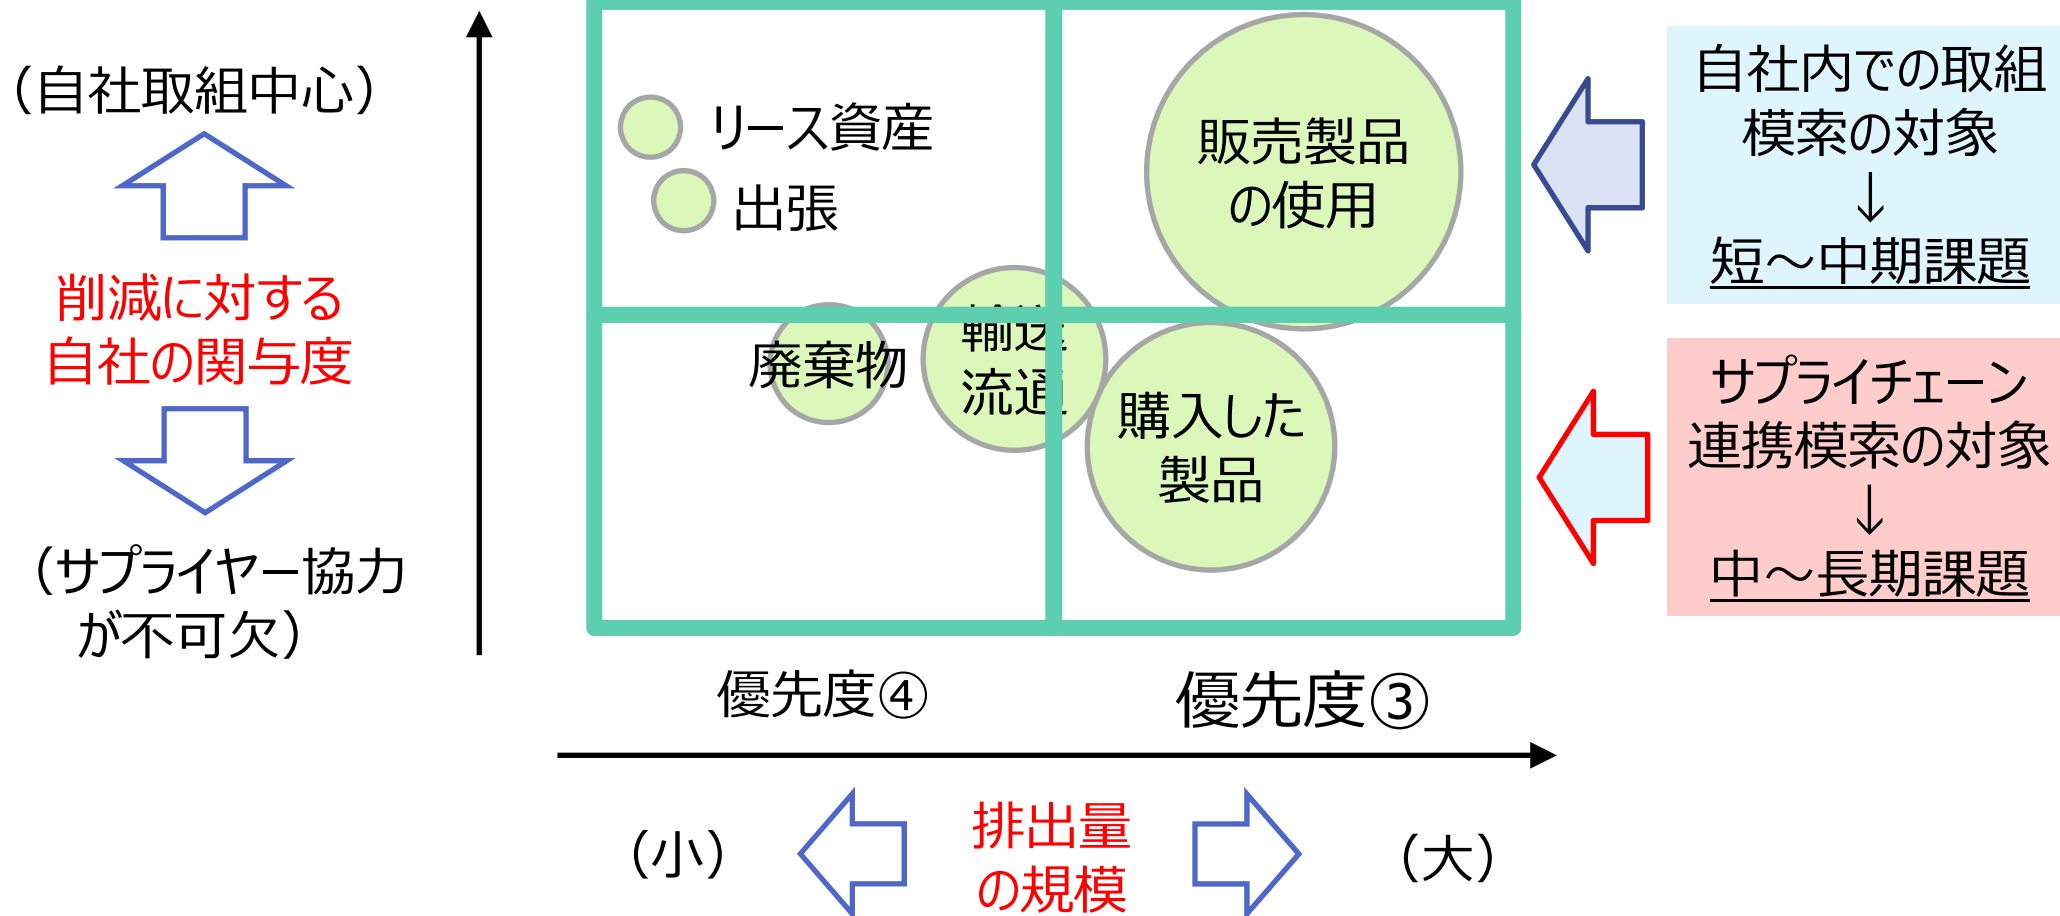 （自社取組中心）
削減に対する
自社の関与度
（サプライヤー協力
が不可欠）
リース資産
出張
販売製品
の使用
廃棄物
輸送
流通
購入した
製品
自社内での取組
模索の対象
↓
短～中期課題
サプライチェーン
連携模索の対象
↓
中～長期課題
優先度④
優先度③
（小）
排出量
の規模
（大）